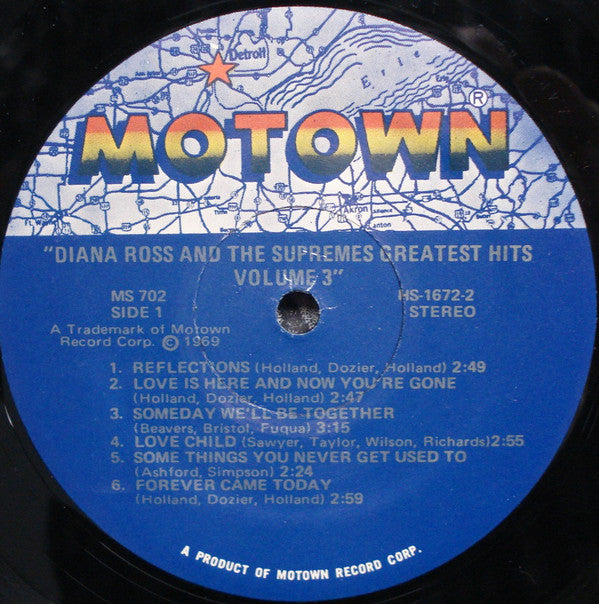 Detroit
Erie
MOTOWN®
Akron
Canton
"DIANA ROSS AND THE SUPREMES GREATEST HITS
VOLUME 3"
MS 702
HS-1672-2
SIDE 1
STEREO
A Trademark of Motown
Record Corp. © 1969
1. REFLECTIONS (Holland, Dozier, Holland) 2:49
2. LOVE IS HERE AND NOW YOU'RE GONE
(Holland, Dozier, Holland) 2:47
3. SOMEDAY WE'LL BE TOGETHER
(Beavers, Bristol, Fuqua) 3:15
4. LOVE CHILD (Sawyer, Taylor, Wilson, Richards)2:55
5. SOME THINGS YOU NEVER GET USED TO
(Ashford, Simpson) 2:24
6. FOREVER CAME TODAY
(Holland, Dozier, Holland) 2:59
A PRODUCT OF MOTOWN RECORD CORP.